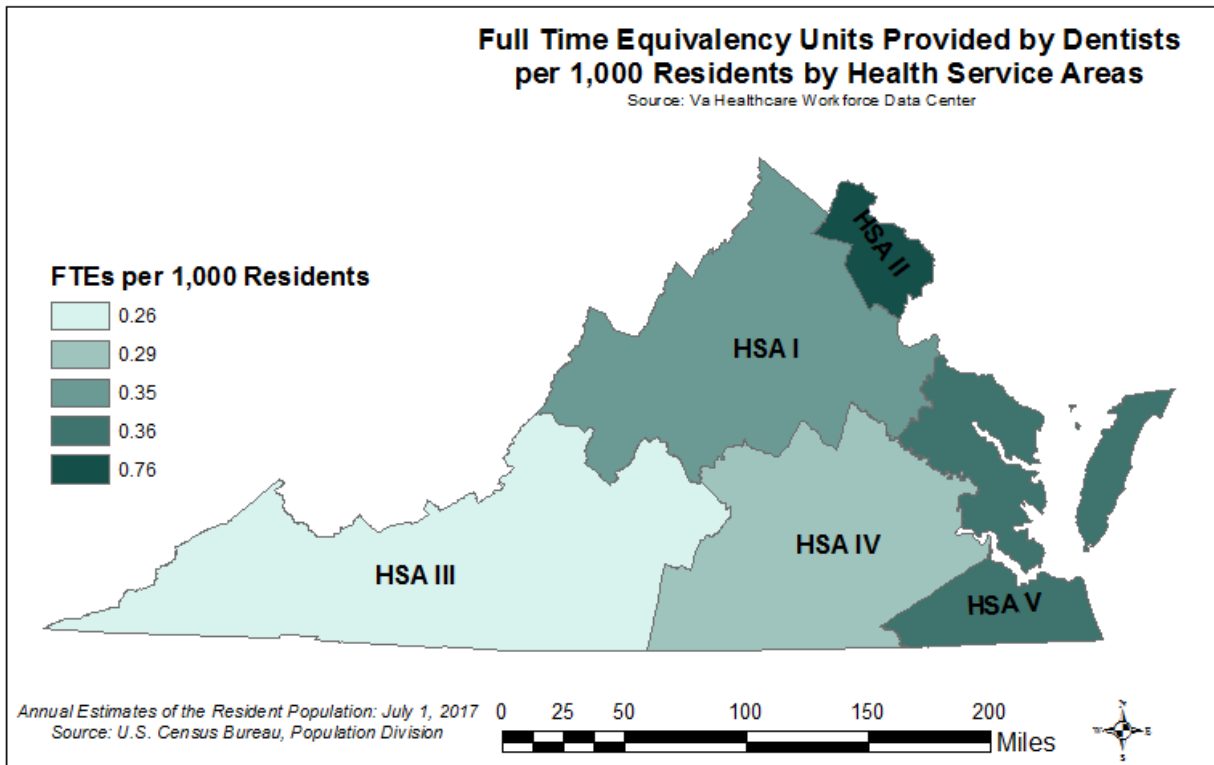 Full Time Equivalency Units Provided by Dentists
per 1,000 Residents by Health Service Areas
Source: Va Healthcare Workforce Data Center
HSA II
FTEs per 1,000 Residents
0.26
0.29
0.35
0.36
0.76
HSA I
HSA IV
HSA III
HSA V
Annual Estimates of the Resident Population: July 1, 2017
Source: U.S. Census Bureau, Population Division
0 25 50 100 150 200
Miles
N
W E
S